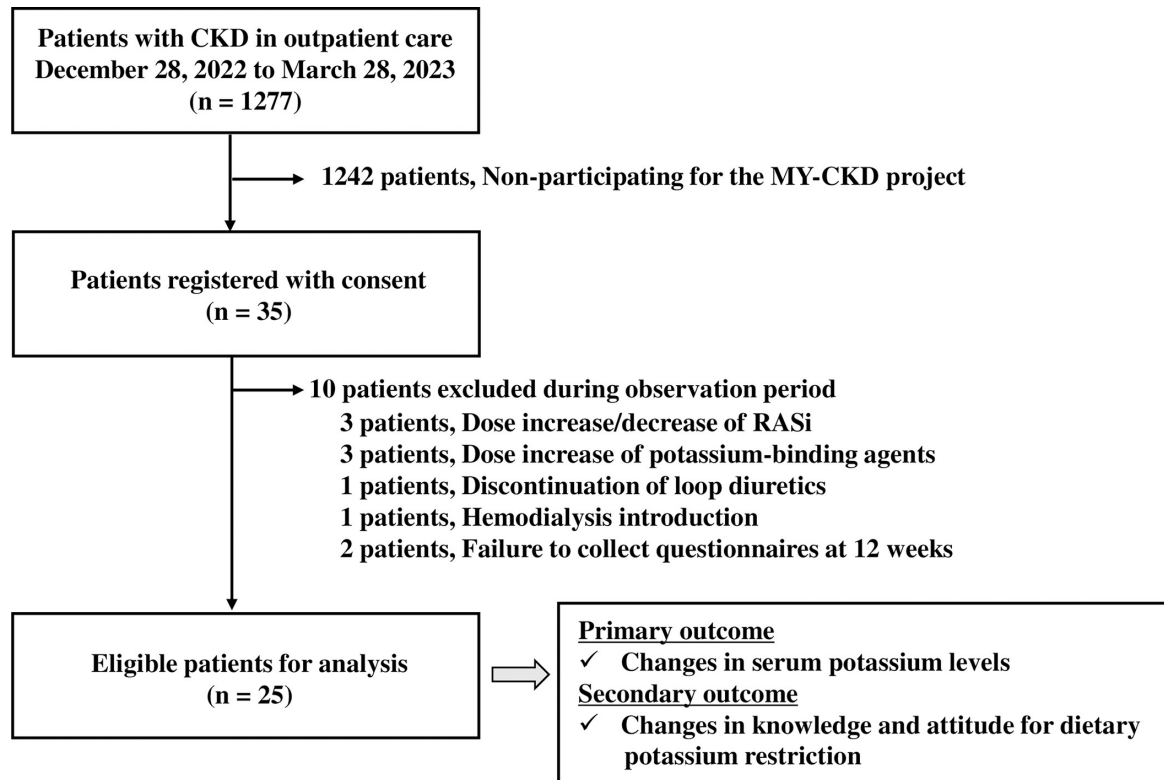 Patients with CKD in outpatient care
December 28, 2022 to March 28, 2023
(n = 1277)
1242 patients, Non-participating for the MY-CKD project
Patients registered with consent
(n = 35)
10 patients excluded during observation period
3 patients, Dose increase/decrease of RASi
3 patients, Dose increase of potassium-binding agents
1 patients, Discontinuation of loop diuretics
1 patients, Hemodialysis introduction
2 patients, Failure to collect questionnaires at 12 weeks
Eligible patients for analysis
(n = 25)
Primary outcome
✓ Changes in serum potassium levels
Secondary outcome
✓ Changes in knowledge and attitude for dietary
potassium restriction